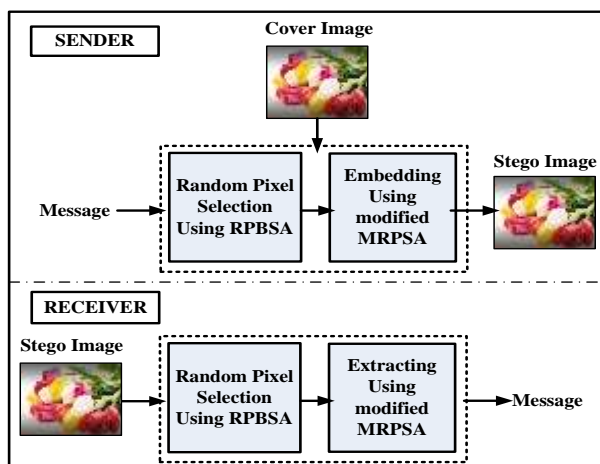 SENDER
Cover Image
Message
Random Pixel
Selection
Using RPBSA
Embedding
Using
modified
MRPSA
Stego Image
RECEIVER
Stego Image
Random Pixel
Selection
Using RPBSA
Extracting
Using
modified
MRPSA
Message